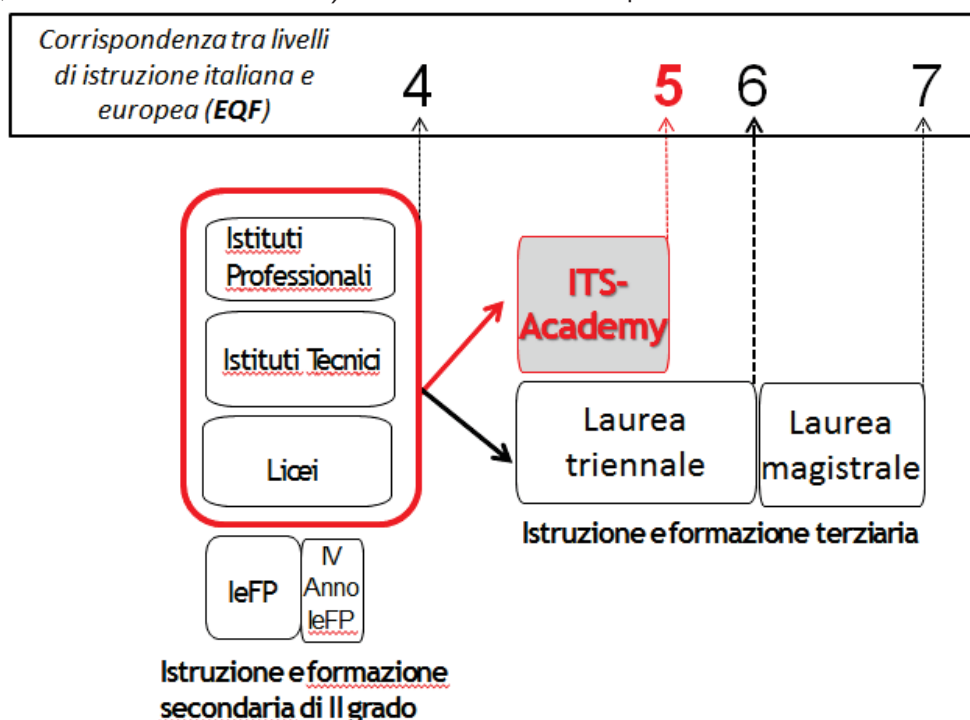 Corrispondenza tra livelli
di istruzione italiana e
europea (EQF)
4
5
6
7
Istituti
Professionali
Istituti Tecnici
Licei
ITS-
Academy
Laurea
triennale
Laurea
magistrale
Istruzione e formazione terziaria
IeFP
IV
Anno
IeFP
Istruzione e formazione
secondaria di II grado